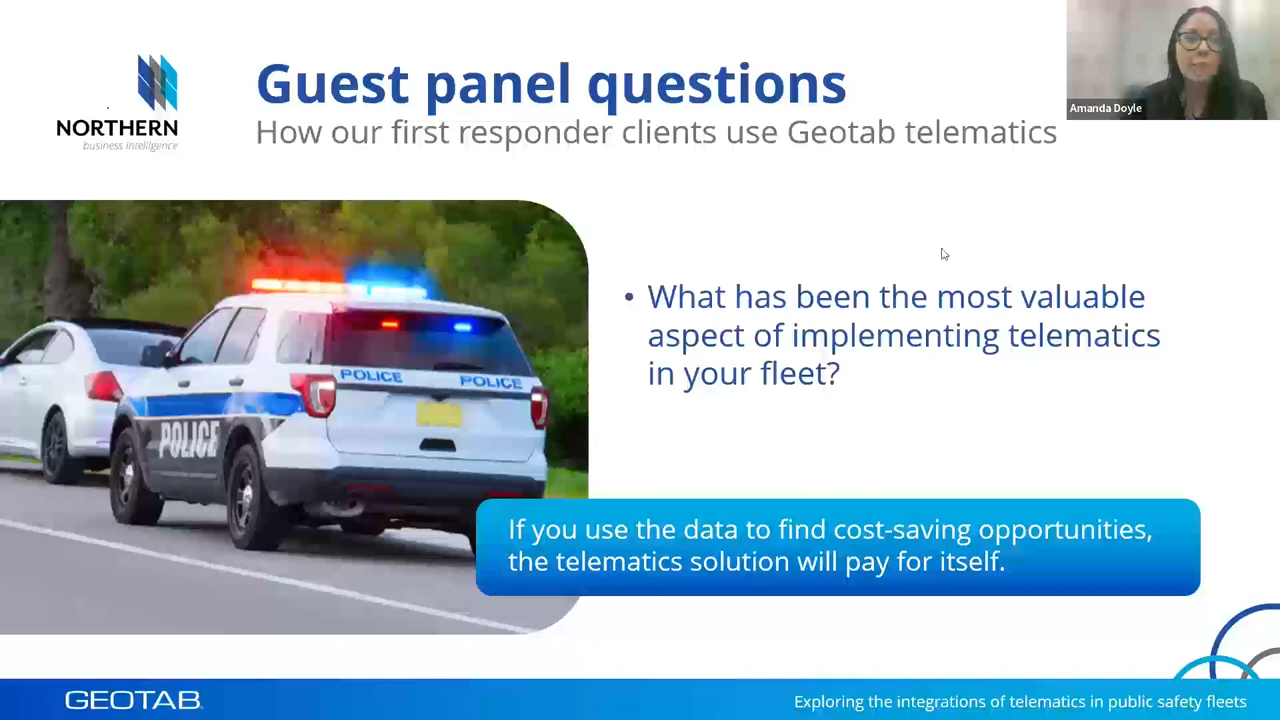 Guest panel questions
How our first responder clients use Geotab telematics
NORTHERN
business intelligence
Amanda Doyle
POLICE POLICE
POLICE
• What has been the most valuable
aspect of implementing telematics
in your fleet?
If you use the data to find cost-saving opportunities,
the telematics solution will pay for itself.
GEOTAB
Exploring the integrations of telematics in public safety fleets